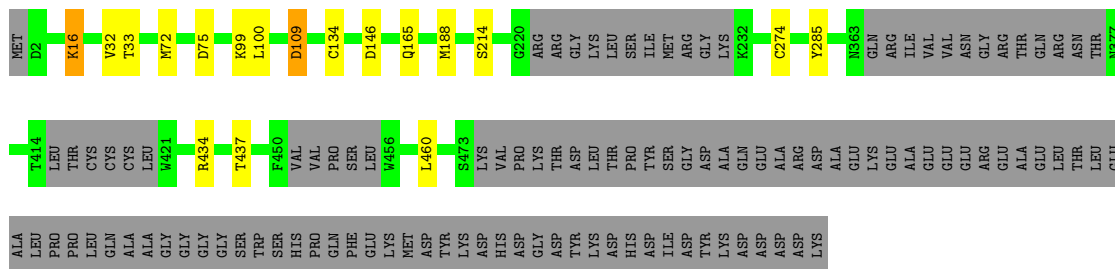 MET D2 K16 V32 T33 M72 D75 K99 L100 D109 C134 D146 Q165 M188 S214 G220 ARG ARG GLY LYS LEU SER ILE MET ARG GLY LYS K232 C274 Y285 N363 GLN ARG ILE VAL VAL ASN GLY ARG THR GLN ARG ASN THR N377
T414 LEU THR CYS CYS CYS LEU W421 R434 T437 F450 VAL VAL PRO SER LEU W456 L460 S473 LYS VAL PRO LYS THR ASP LEU THR PRO TYR SER GLY ASP ALA GLN GLU ALA ARG ASP ALA GLU LYS GLU ALA GLU GLU GLU ARG GLU ALA GLU LEU THR LEU GLU
ALA LEU PRO PRO LEU GLN ALA ALA GLY GLY GLY GLY SER TRP SER HIS PRO GLN PHE GLU LYS MET ASP TYR LYS ASP HIS ASP GLY ASP TYR LYS ASP HIS ASP ILE ASP TYR LYS ASP ASP ASP ASP LYS